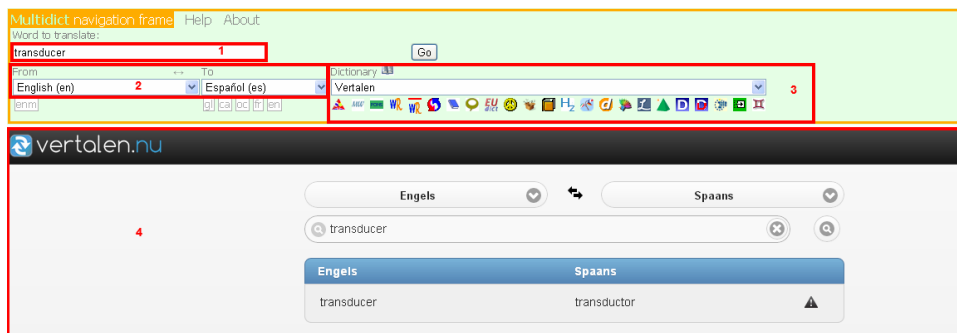 Multidict navigation frame Help About
Word to translate:
transducer 1 Go
From ↔ To Dictionary
English (en) 2 Español (es) Vertalen 3
enm gl ca oc fr en
vertalen.nu
Engels Spaans
4 transducer
Engels Spaans
transducer transductor